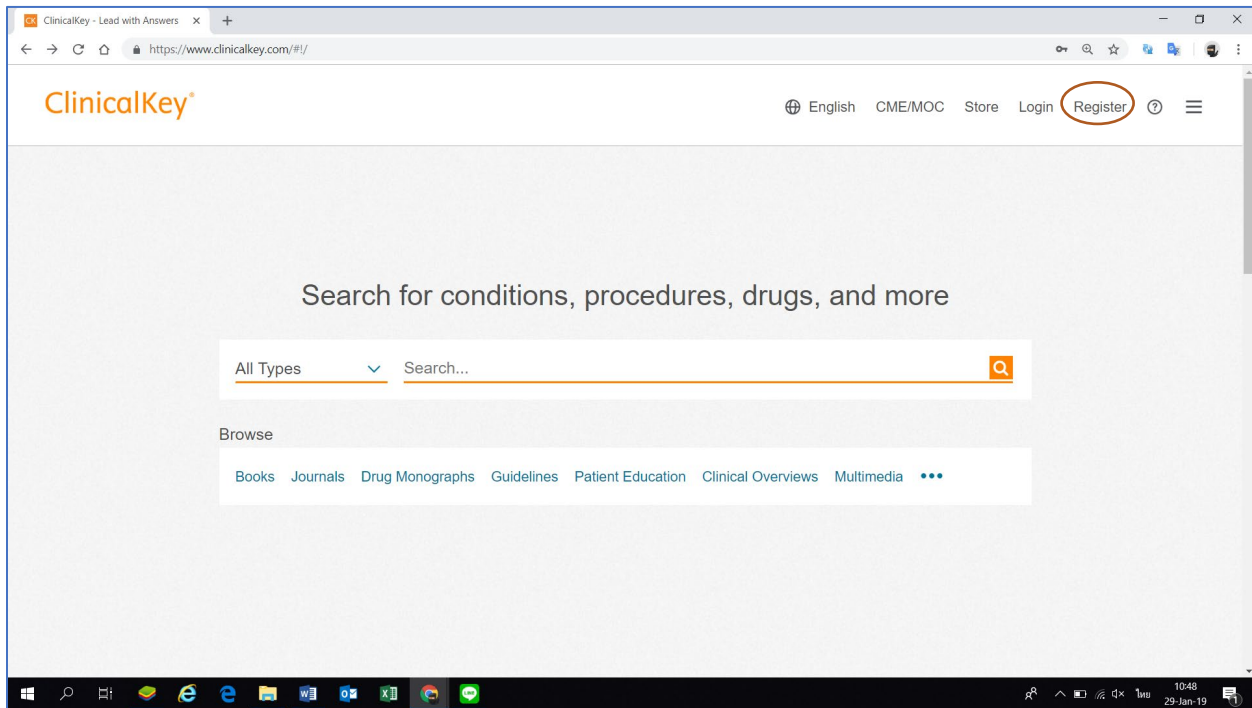 CK ClinicalKey - Lead with Answers
https://www.clinicalkey.com/#!/
ClinicalKey®
English CME/MOC Store Login Register ?
Search for conditions, procedures, drugs, and more
All Types Search...
Browse
Books Journals Drug Monographs Guidelines Patient Education Clinical Overviews Multimedia •••
ไทย 10:48
29-Jan-19 1